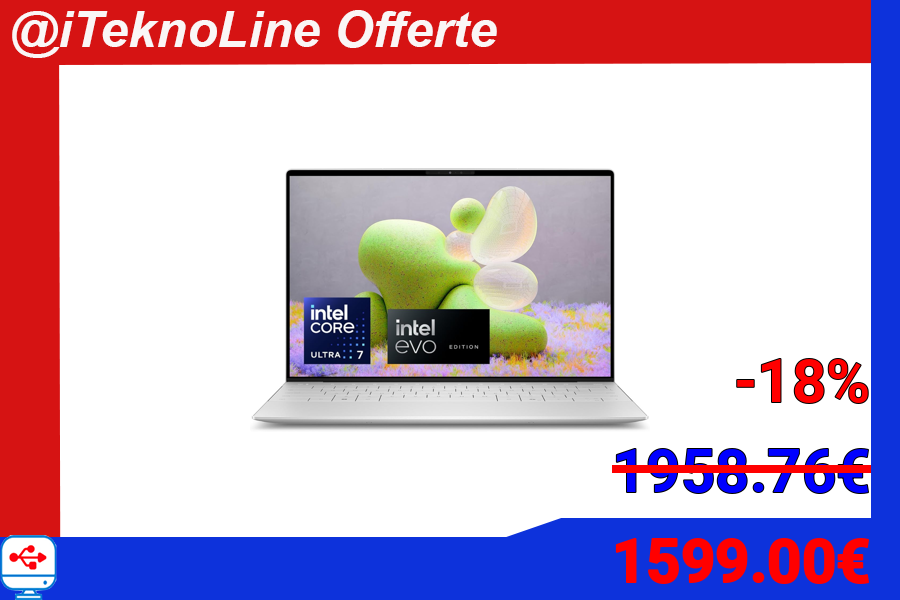 @iTeknoLine Offerte
intel
CORE
ULTRA 7
intel
evo EDITION
-18%
1958.76€
1599.00€